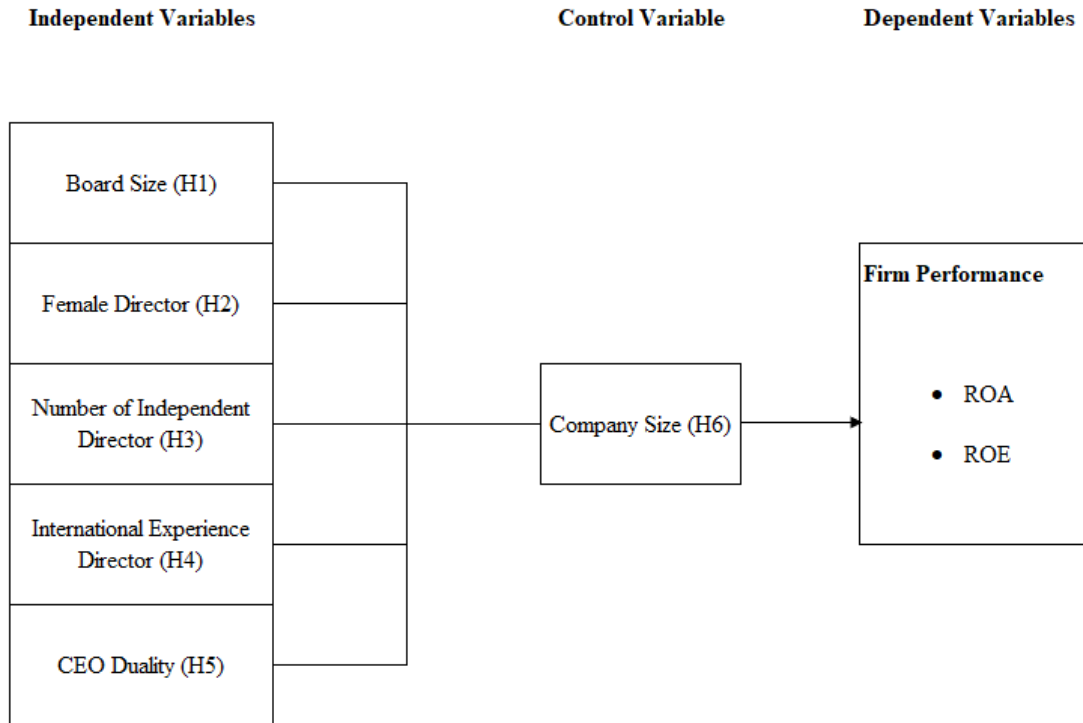 Independent Variables
Control Variable
Dependent Variables
Board Size (H1)
Female Director (H2)
Number of Independent
Director (H3)
International Experience
Director (H4)
CEO Duality (H5)
Company Size (H6)
Firm Performance
• ROA
• ROE